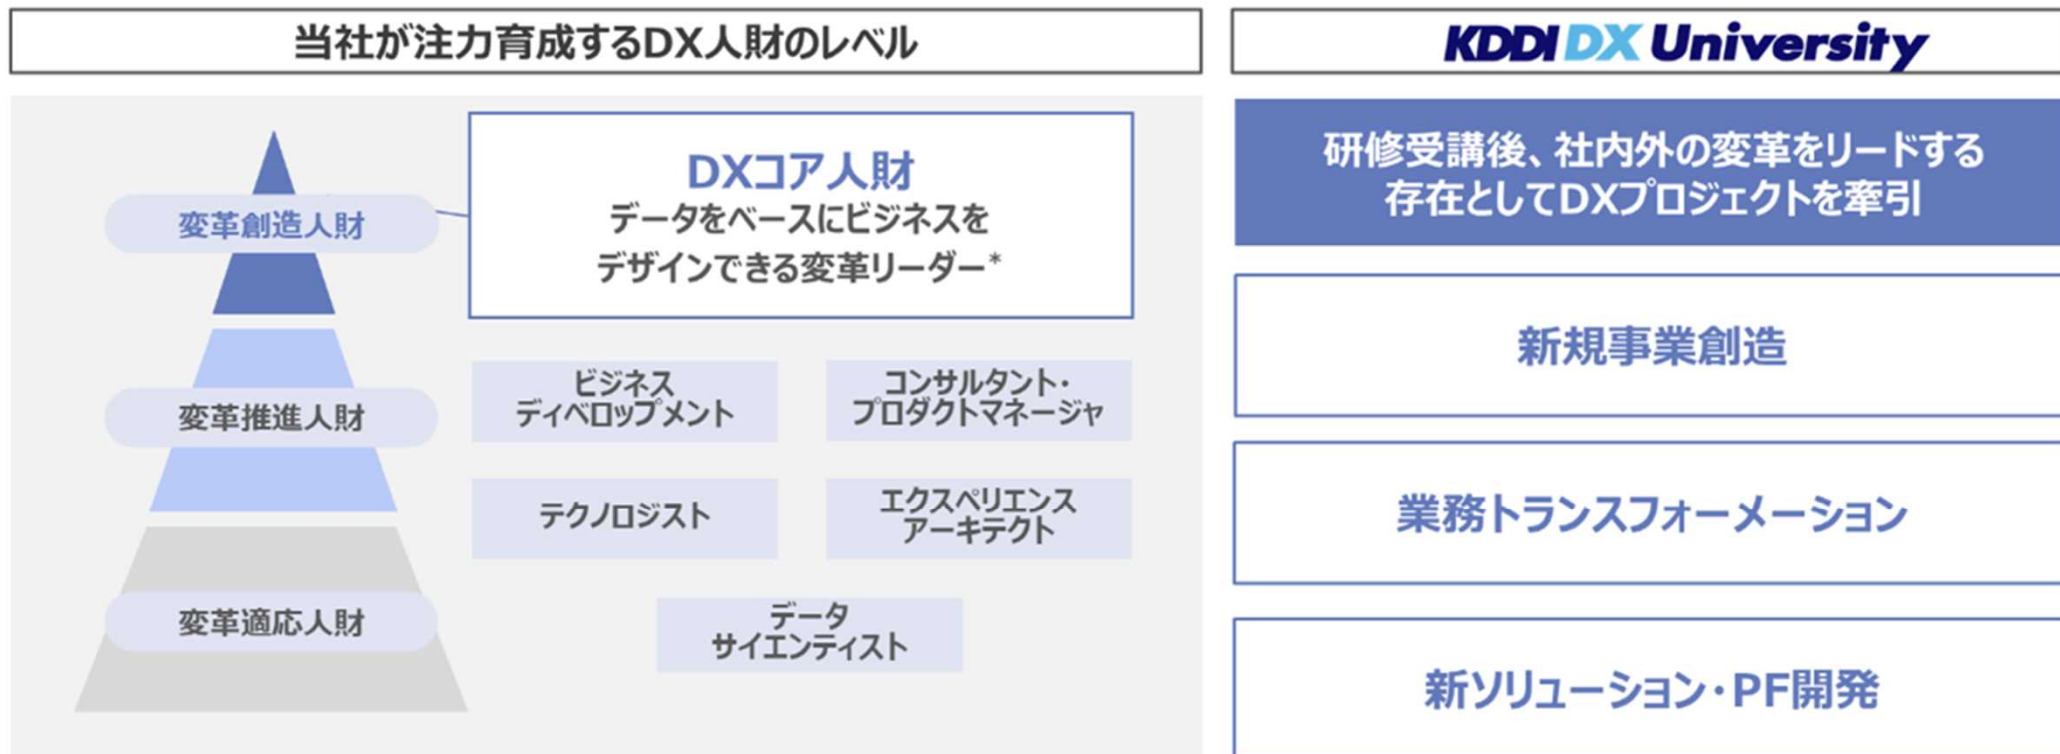 当社が注力育成するDX人財のレベル
変革創造人財
DXコア人財
データをベースにビジネスを
デザインできる変革リーダー*
変革推進人財
ビジネス
ディベロップメント
コンサルタント・
プロダクトマネージャ
テクノロジスト
エクスペリエンス
アーキテクト
変革適応人財
データ
サイエンティスト
KDDI DX University
研修受講後、社内外の変革をリードする
存在としてDXプロジェクトを牽引
新規事業創造
業務トランスフォーメーション
新ソリューション・PF開発